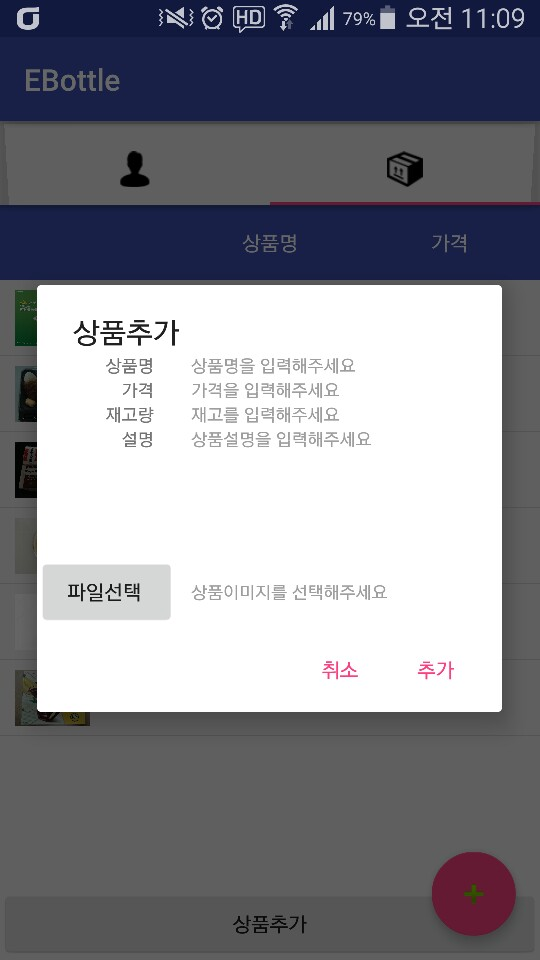 HD 79% 오전 11:09
EBottle
상품명 가격
상품추가
상품명 상품명을 입력해주세요
가격 가격을 입력해주세요
재고량 재고를 입력해주세요
설명 상품설명을 입력해주세요
파일선택 상품이미지를 선택해주세요
취소 추가
상품추가